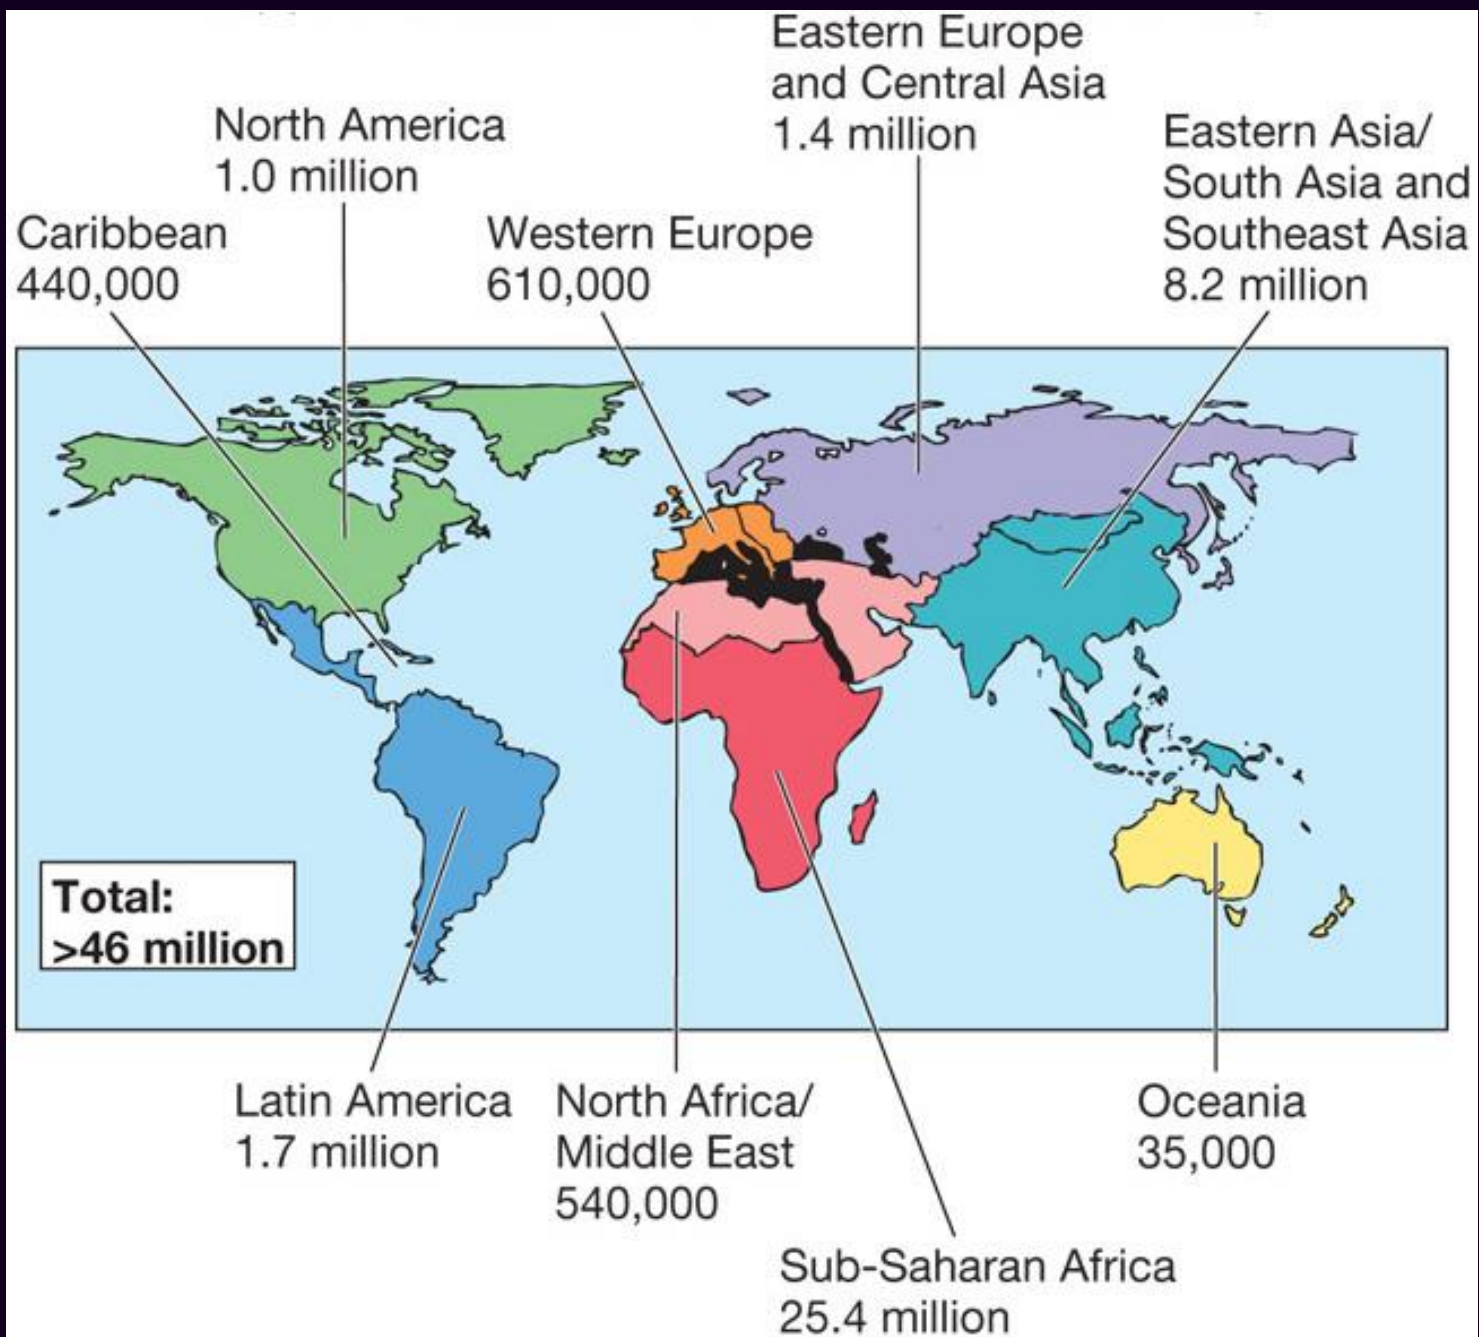 Eastern Europe
and Central Asia
1.4 million
North America
1.0 million
Eastern Asia/
South Asia and
Southeast Asia
8.2 million
Caribbean
440,000
Western Europe
610,000
Total:
>46 million
Latin America
1.7 million
North Africa/
Middle East
540,000
Oceania
35,000
Sub-Saharan Africa
25.4 million